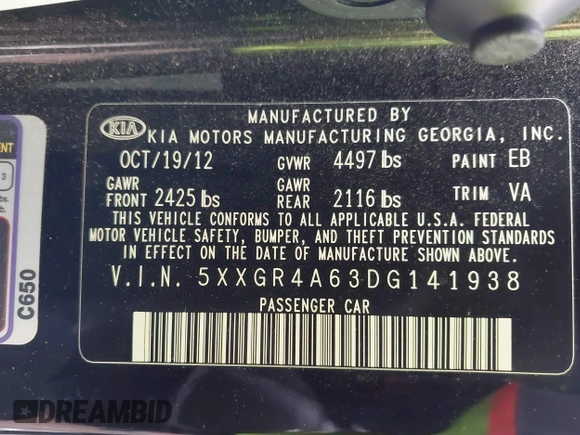 MANUFACTURED BY
KIA KIA MOTORS MANUFACTURING GEORGIA, INC.
OCT/19/12 GVWR 4497 lbs PAINT EB
GAWR FRONT 2425 lbs GAWR REAR 2116 lbs TRIM VA
THIS VEHICLE CONFORMS TO ALL APPLICABLE U.S.A. FEDERAL
MOTOR VEHICLE SAFETY, BUMPER, AND THEFT PREVENTION STANDARDS
IN EFFECT ON THE DATE OF MANUFACTURE SHOWN ABOVE.
V.I.N. 5XXGR4A63DG141938
PASSENGER CAR
C650
DREAMBID